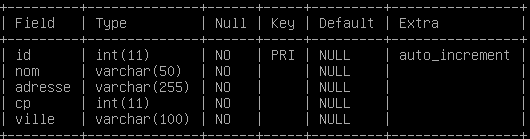 +---------+--------------+------+-----+---------+----------------+
| Field   | Type         | Null | Key | Default | Extra          |
+---------+--------------+------+-----+---------+----------------+
| id      | int(11)      | NO   | PRI | NULL    | auto_increment |
| nom     | varchar(50)  | NO   |     | NULL    |                |
| adresse | varchar(255) | NO   |     | NULL    |                |
| cp      | int(11)      | NO   |     | NULL    |                |
| ville   | varchar(100) | NO   |     | NULL    |                |
+---------+--------------+------+-----+---------+----------------+